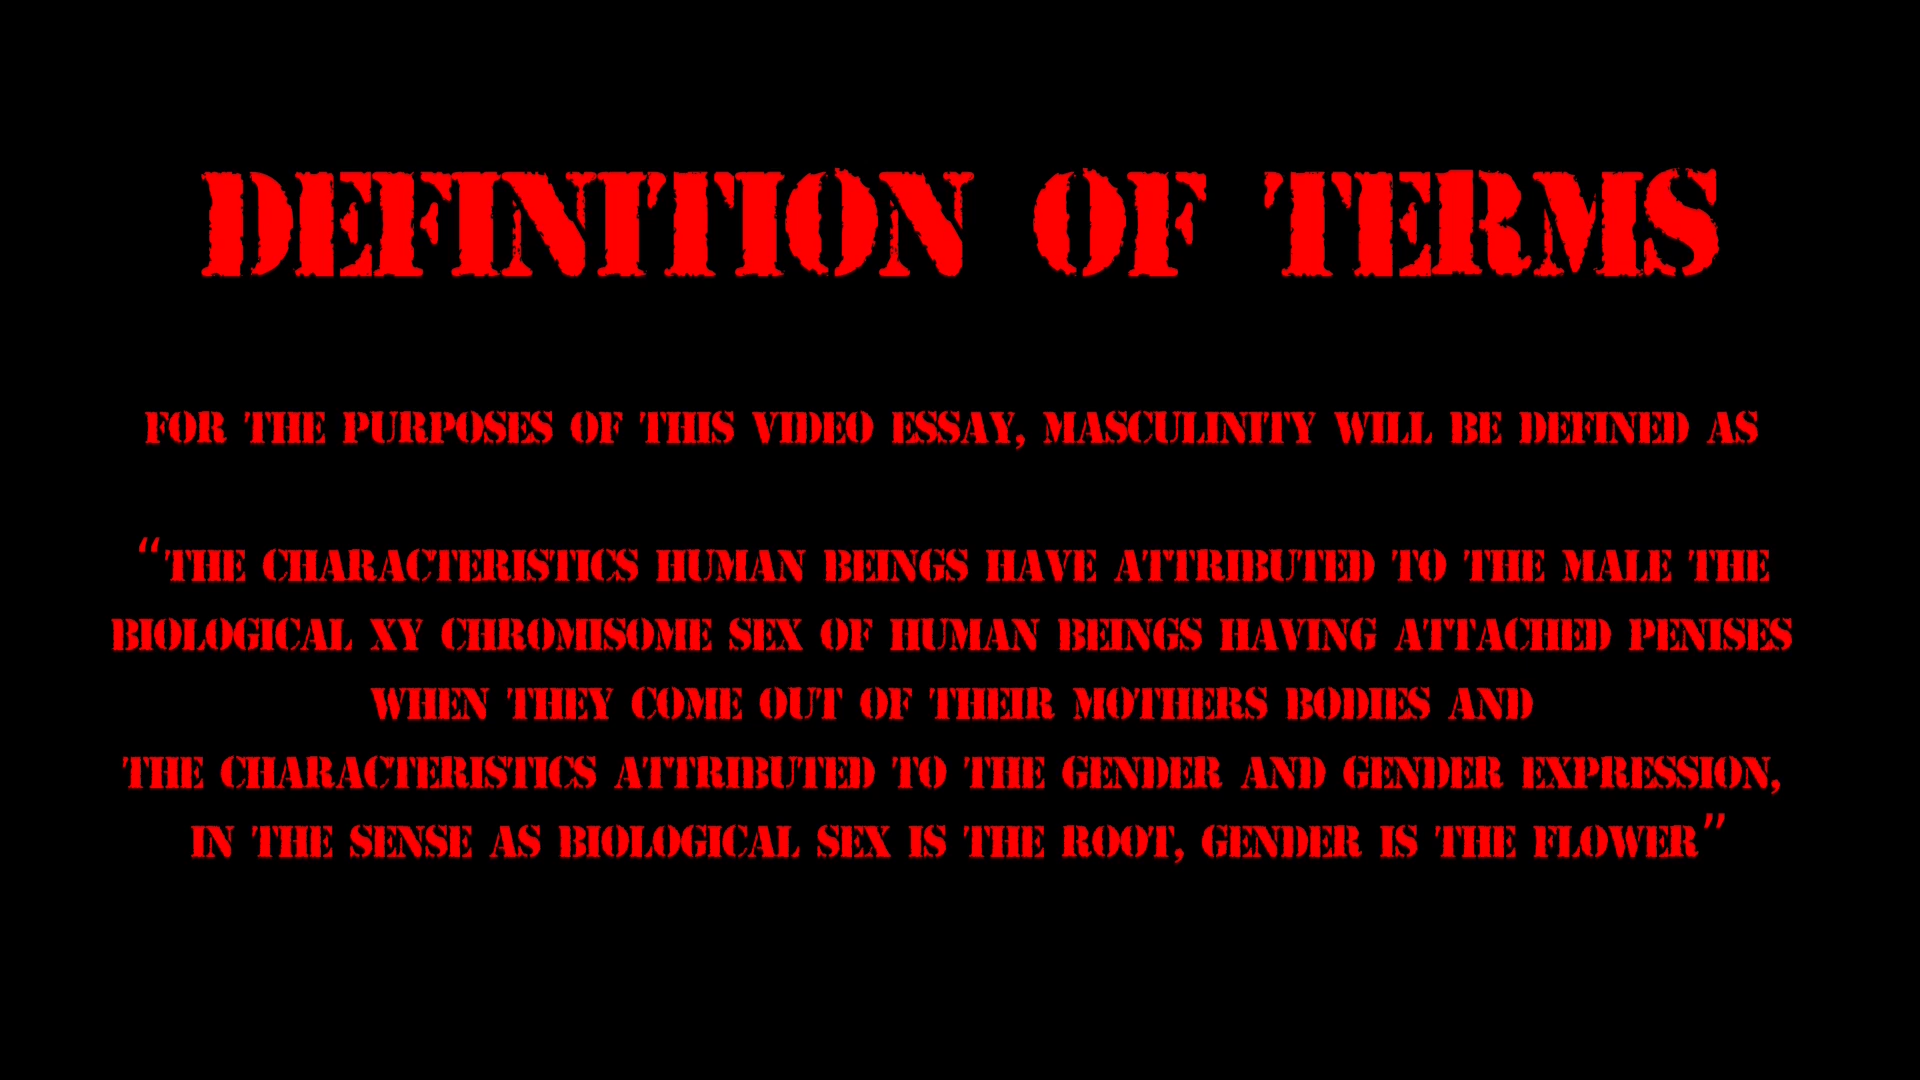 DEFINITION OF TERMS
FOR THE PURPOSES OF THIS VIDEO ESSAY, MASCULINITY WILL BE DEFINED AS
“THE CHARACTERISTICS HUMAN BEINGS HAVE ATTRIBUTED TO THE MALE THE
BIOLOGICAL XY CHROMISOME SEX OF HUMAN BEINGS HAVING ATTACHED PENISES
WHEN THEY COME OUT OF THEIR MOTHERS BODIES AND
THE CHARACTERISTICS ATTRIBUTED TO THE GENDER AND GENDER EXPRESSION,
IN THE SENSE AS BIOLOGICAL SEX IS THE ROOT, GENDER IS THE FLOWER”